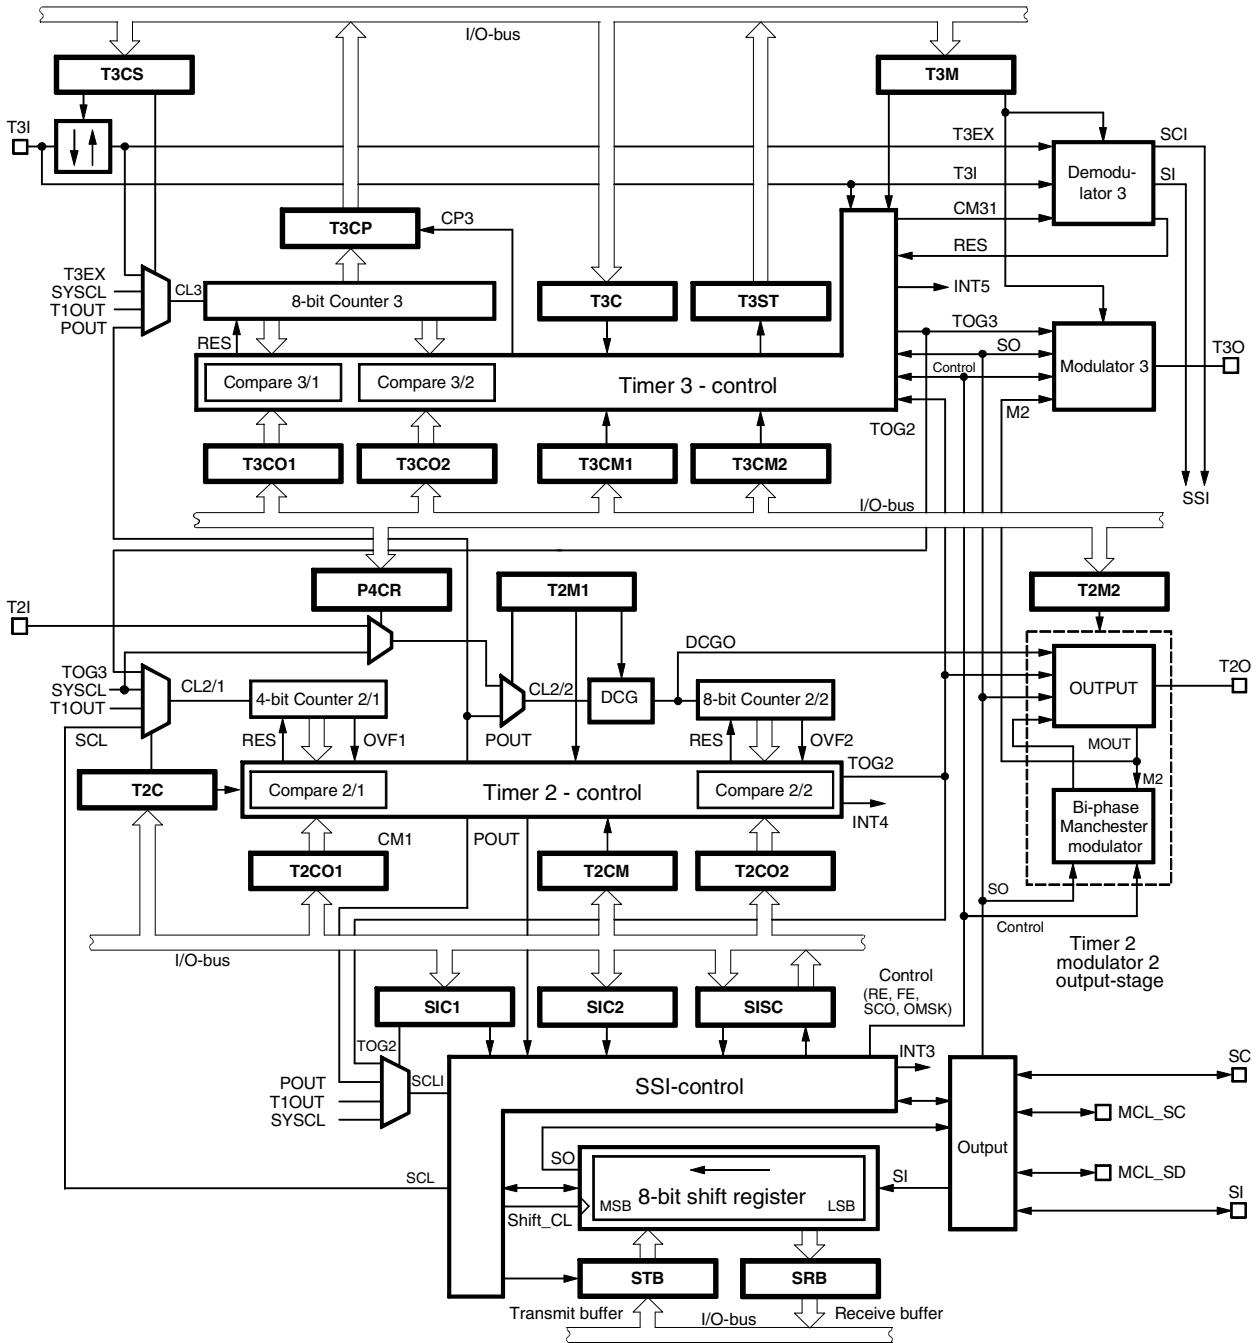 I/O-bus
T3CS
T3M
T3I
T3EX
SCI
T3I
SI
Demodu-
lator 3
T3CP
CP3
CM31
RES
T3EX
SYSCL
T1OUT
POUT
CL3
8-bit Counter 3
T3C
T3ST
INT5
RES
TOG3
SO
Control
Modulator 3
T3O
Compare 3/1
Compare 3/2
Timer 3 - control
M2
TOG2
T3CO1
T3CO2
T3CM1
T3CM2
SSI
I/O-bus
P4CR
T2M1
T2M2
T2I
DCGO
TOG3
SYSCL
T1OUT
SCL
CL2/1
4-bit Counter 2/1
CL2/2
DCG
8-bit Counter 2/2
OUTPUT
T2O
RES
OVF1
POUT
RES
OVF2
MOUT
TOG2
M2
T2C
Compare 2/1
Timer 2 - control
Compare 2/2
INT4
Bi-phase
Manchester
modulator
CM1
POUT
T2CO1
T2CM
T2CO2
SO
Control
I/O-bus
Timer 2
modulator 2
output-stage
Control
(RE, FE,
SCO, OMSK)
SIC1
SIC2
SISC
TOG2
INT3
POUT
T1OUT
SYSCL
SCLI
SSI-control
SC
MCL_SC
Output
SO
SCL
8-bit shift register
MSB
LSB
SI
MCL_SD
SI
Shift_CL
STB
SRB
Transmit buffer
I/O-bus
Receive buffer